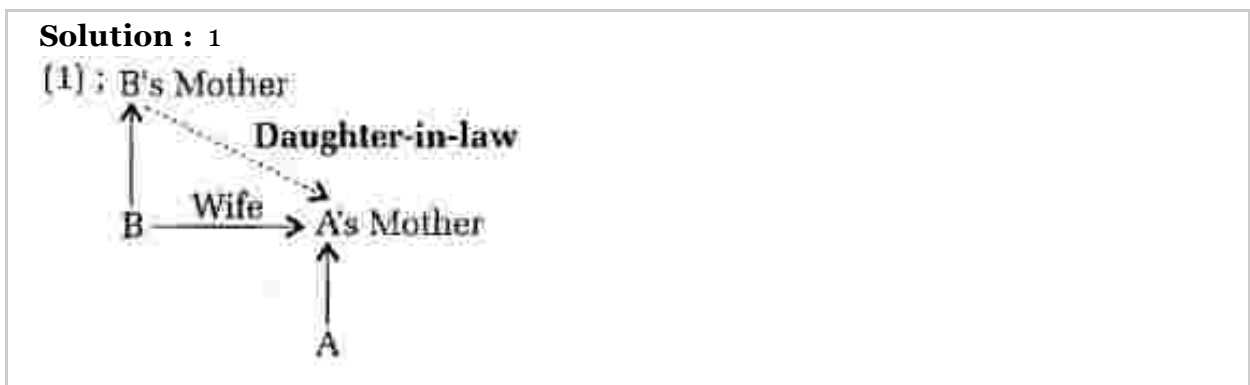 Solution : 1
(1) ; B's Mother
Daughter-in-law
Wife
B A's Mother
A